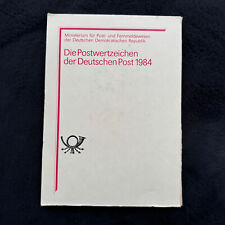 Ministerium für Post- und Fernmeldewesen
der Deutschen Demokratischen Republik
Die Postwertzeichen
der Deutschen Post 1984